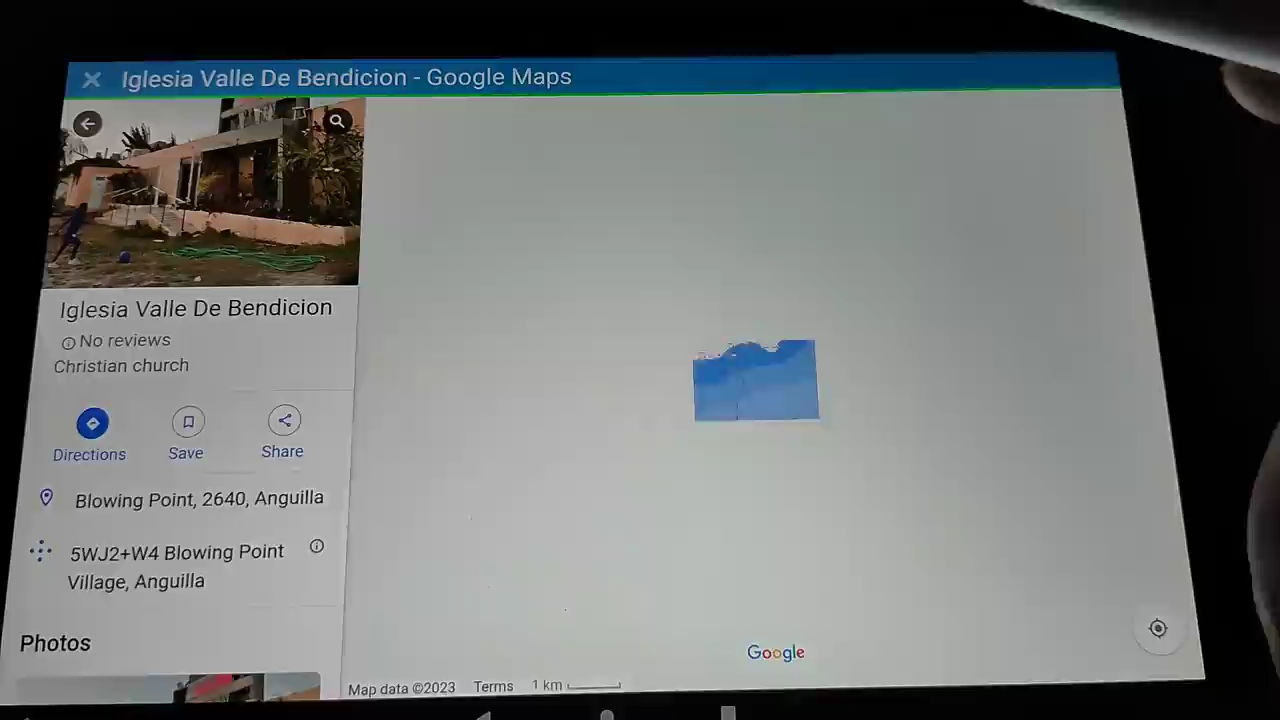 Iglesia Valle De Bendicion - Google Maps
Iglesia Valle De Bendicion
No reviews
Christian church
Directions
Save
Share
Blowing Point, 2640, Anguilla
5WJ2+W4 Blowing Point
Village, Anguilla
Photos
Google
Map data ©2023 Terms 1 km